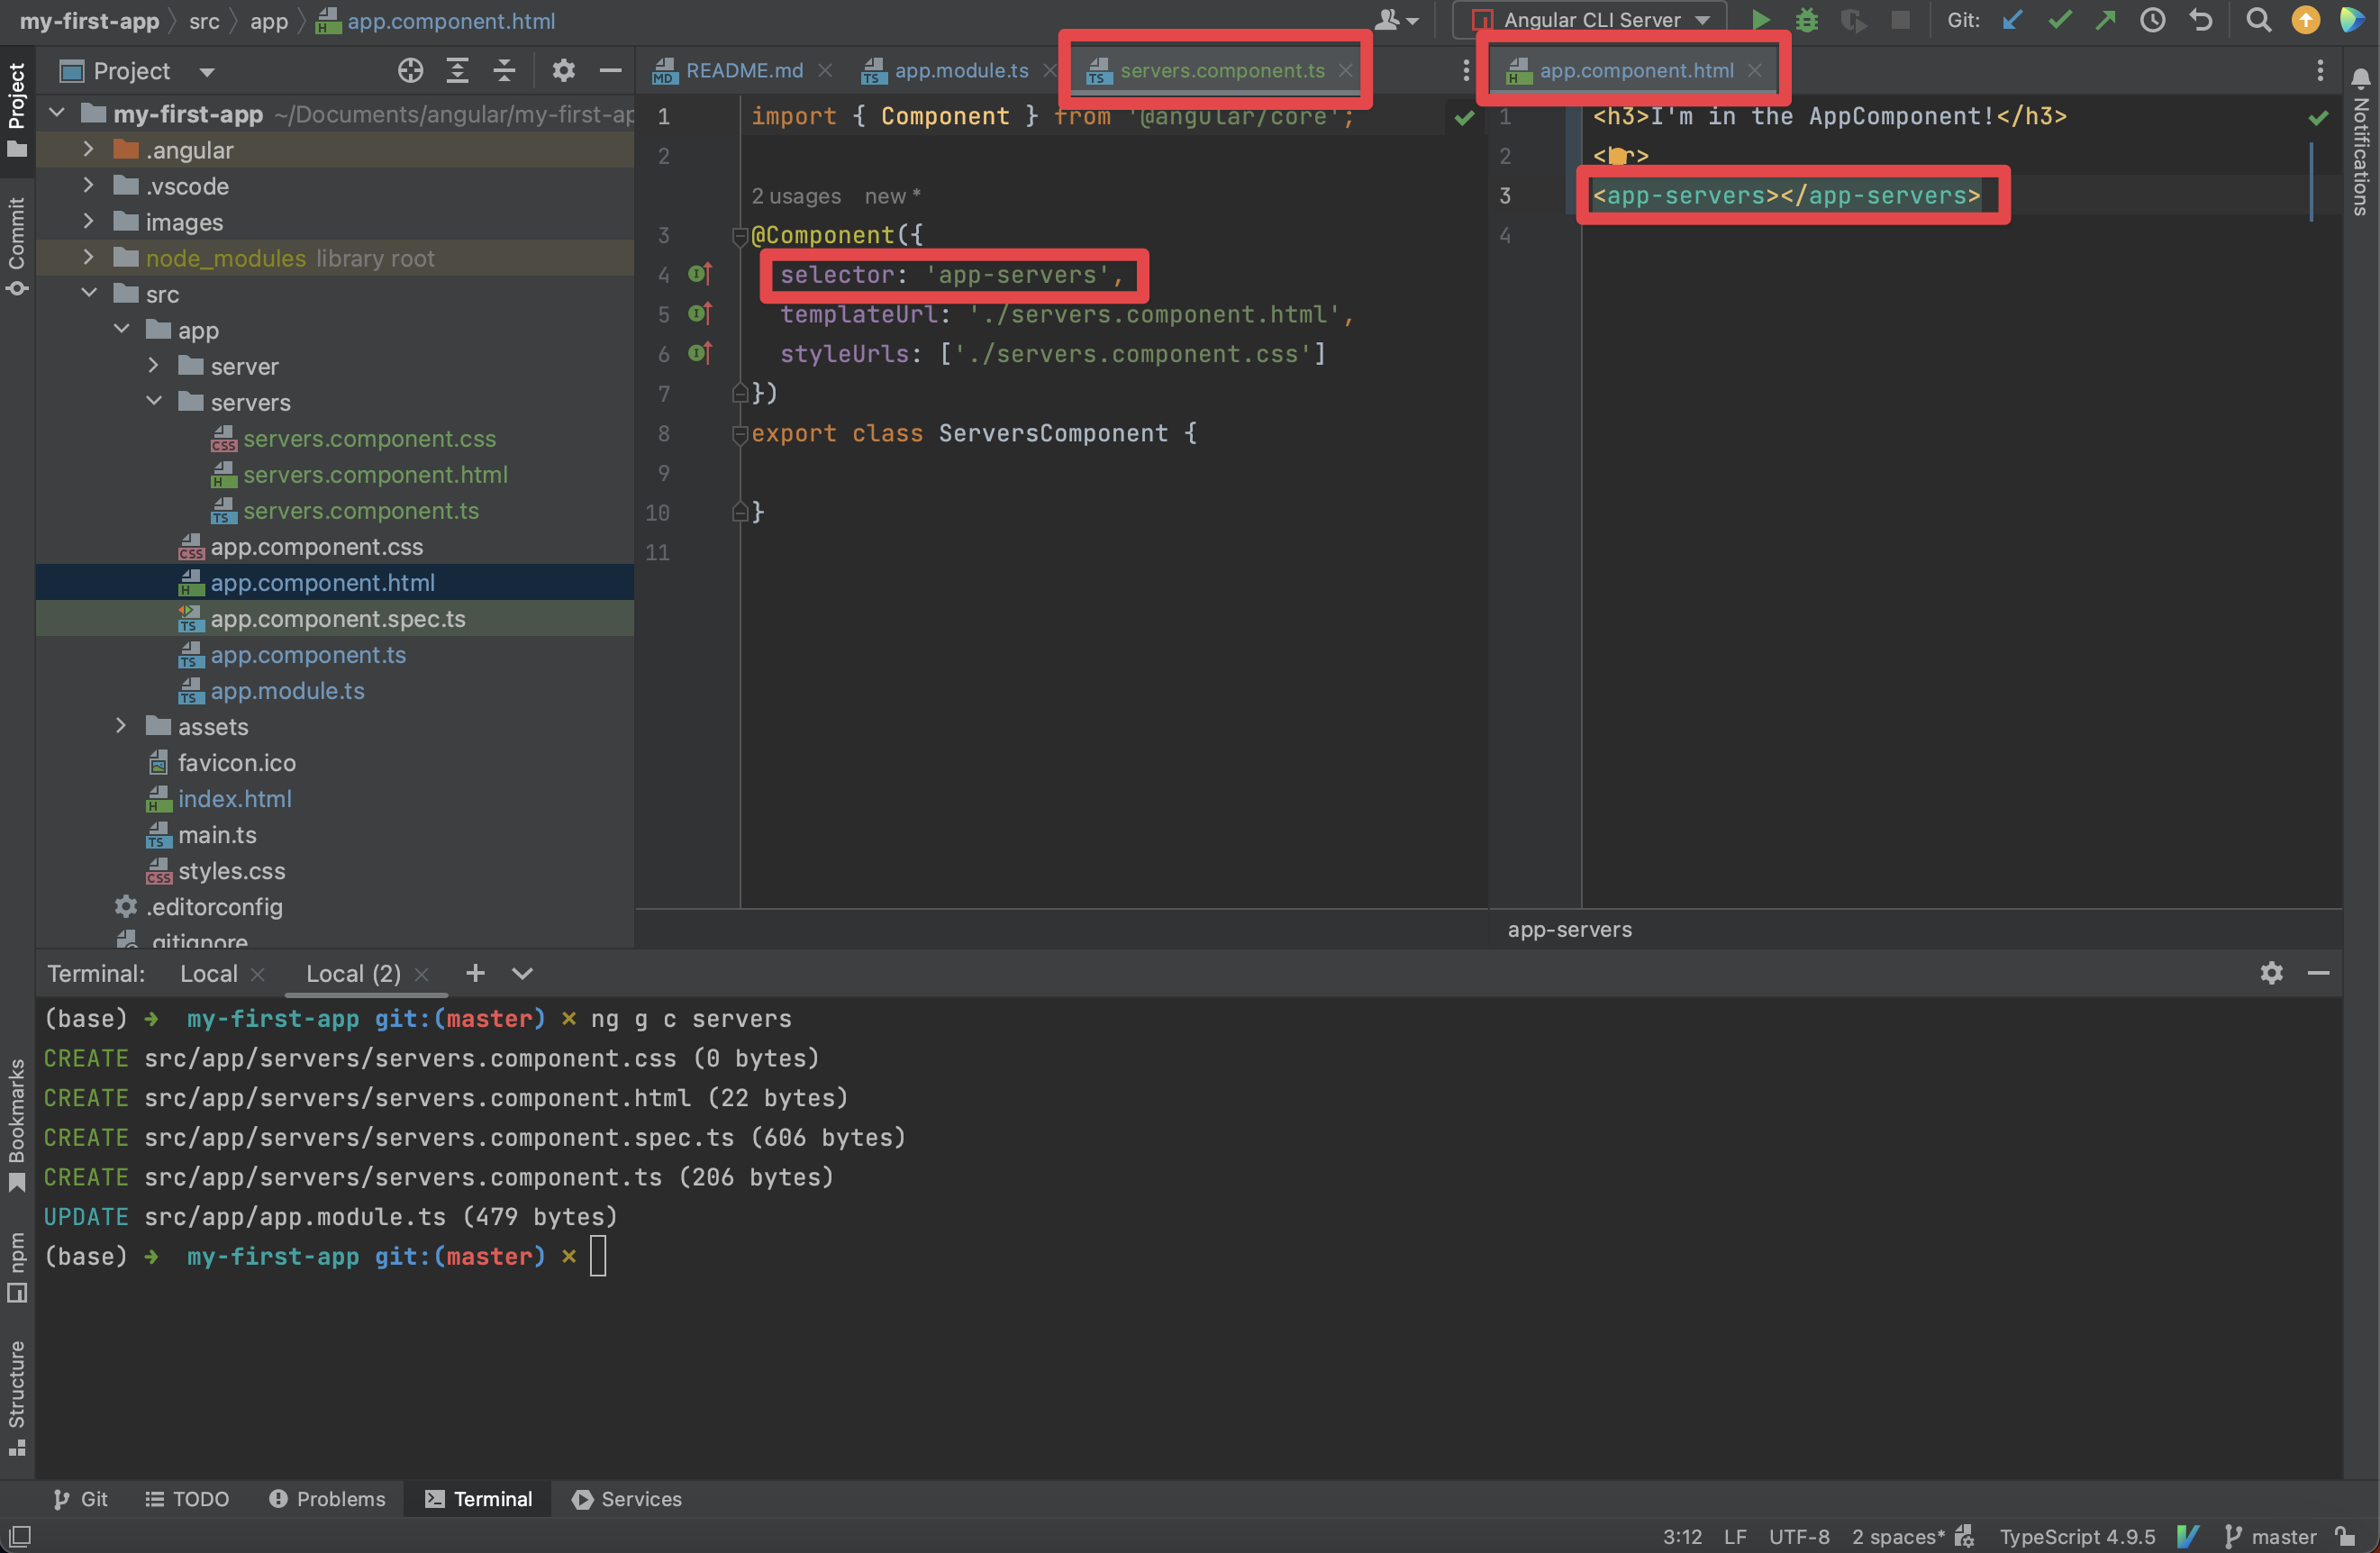 my-first-app src app app.component.html
Angular CLI Server
Git:
Project
README.md
app.module.ts
servers.component.ts
app.component.html
Project
Commit
Bookmarks
npm
Structure
Notifications
my-first-app ~/Documents/angular/my-first-ap
.angular
.vscode
images
node_modules library root
src
app
server
servers
servers.component.css
servers.component.html
servers.component.ts
app.component.css
app.component.html
app.component.spec.ts
app.component.ts
app.module.ts
assets
favicon.ico
index.html
main.ts
styles.css
.editorconfig
.gitignore
1 import { Component } from '@angular/core';
2
2 usages new *
3 @Component({
4 selector: 'app-servers',
5 templateUrl: './servers.component.html',
6 styleUrls: ['./servers.component.css']
7 })
8 export class ServersComponent {
9
10 }
11
1 <h3>I'm in the AppComponent!</h3>
2
3 <app-servers></app-servers>
4
app-servers
Terminal: Local Local (2)
(base) ➜ my-first-app git:(master) × ng g c servers
CREATE src/app/servers/servers.component.css (0 bytes)
CREATE src/app/servers/servers.component.html (22 bytes)
CREATE src/app/servers/servers.component.spec.ts (606 bytes)
CREATE src/app/servers/servers.component.ts (206 bytes)
UPDATE src/app/app.module.ts (479 bytes)
(base) ➜ my-first-app git:(master) ×
Git TODO Problems Terminal Services
3:12 LF UTF-8 2 spaces* TypeScript 4.9.5 master